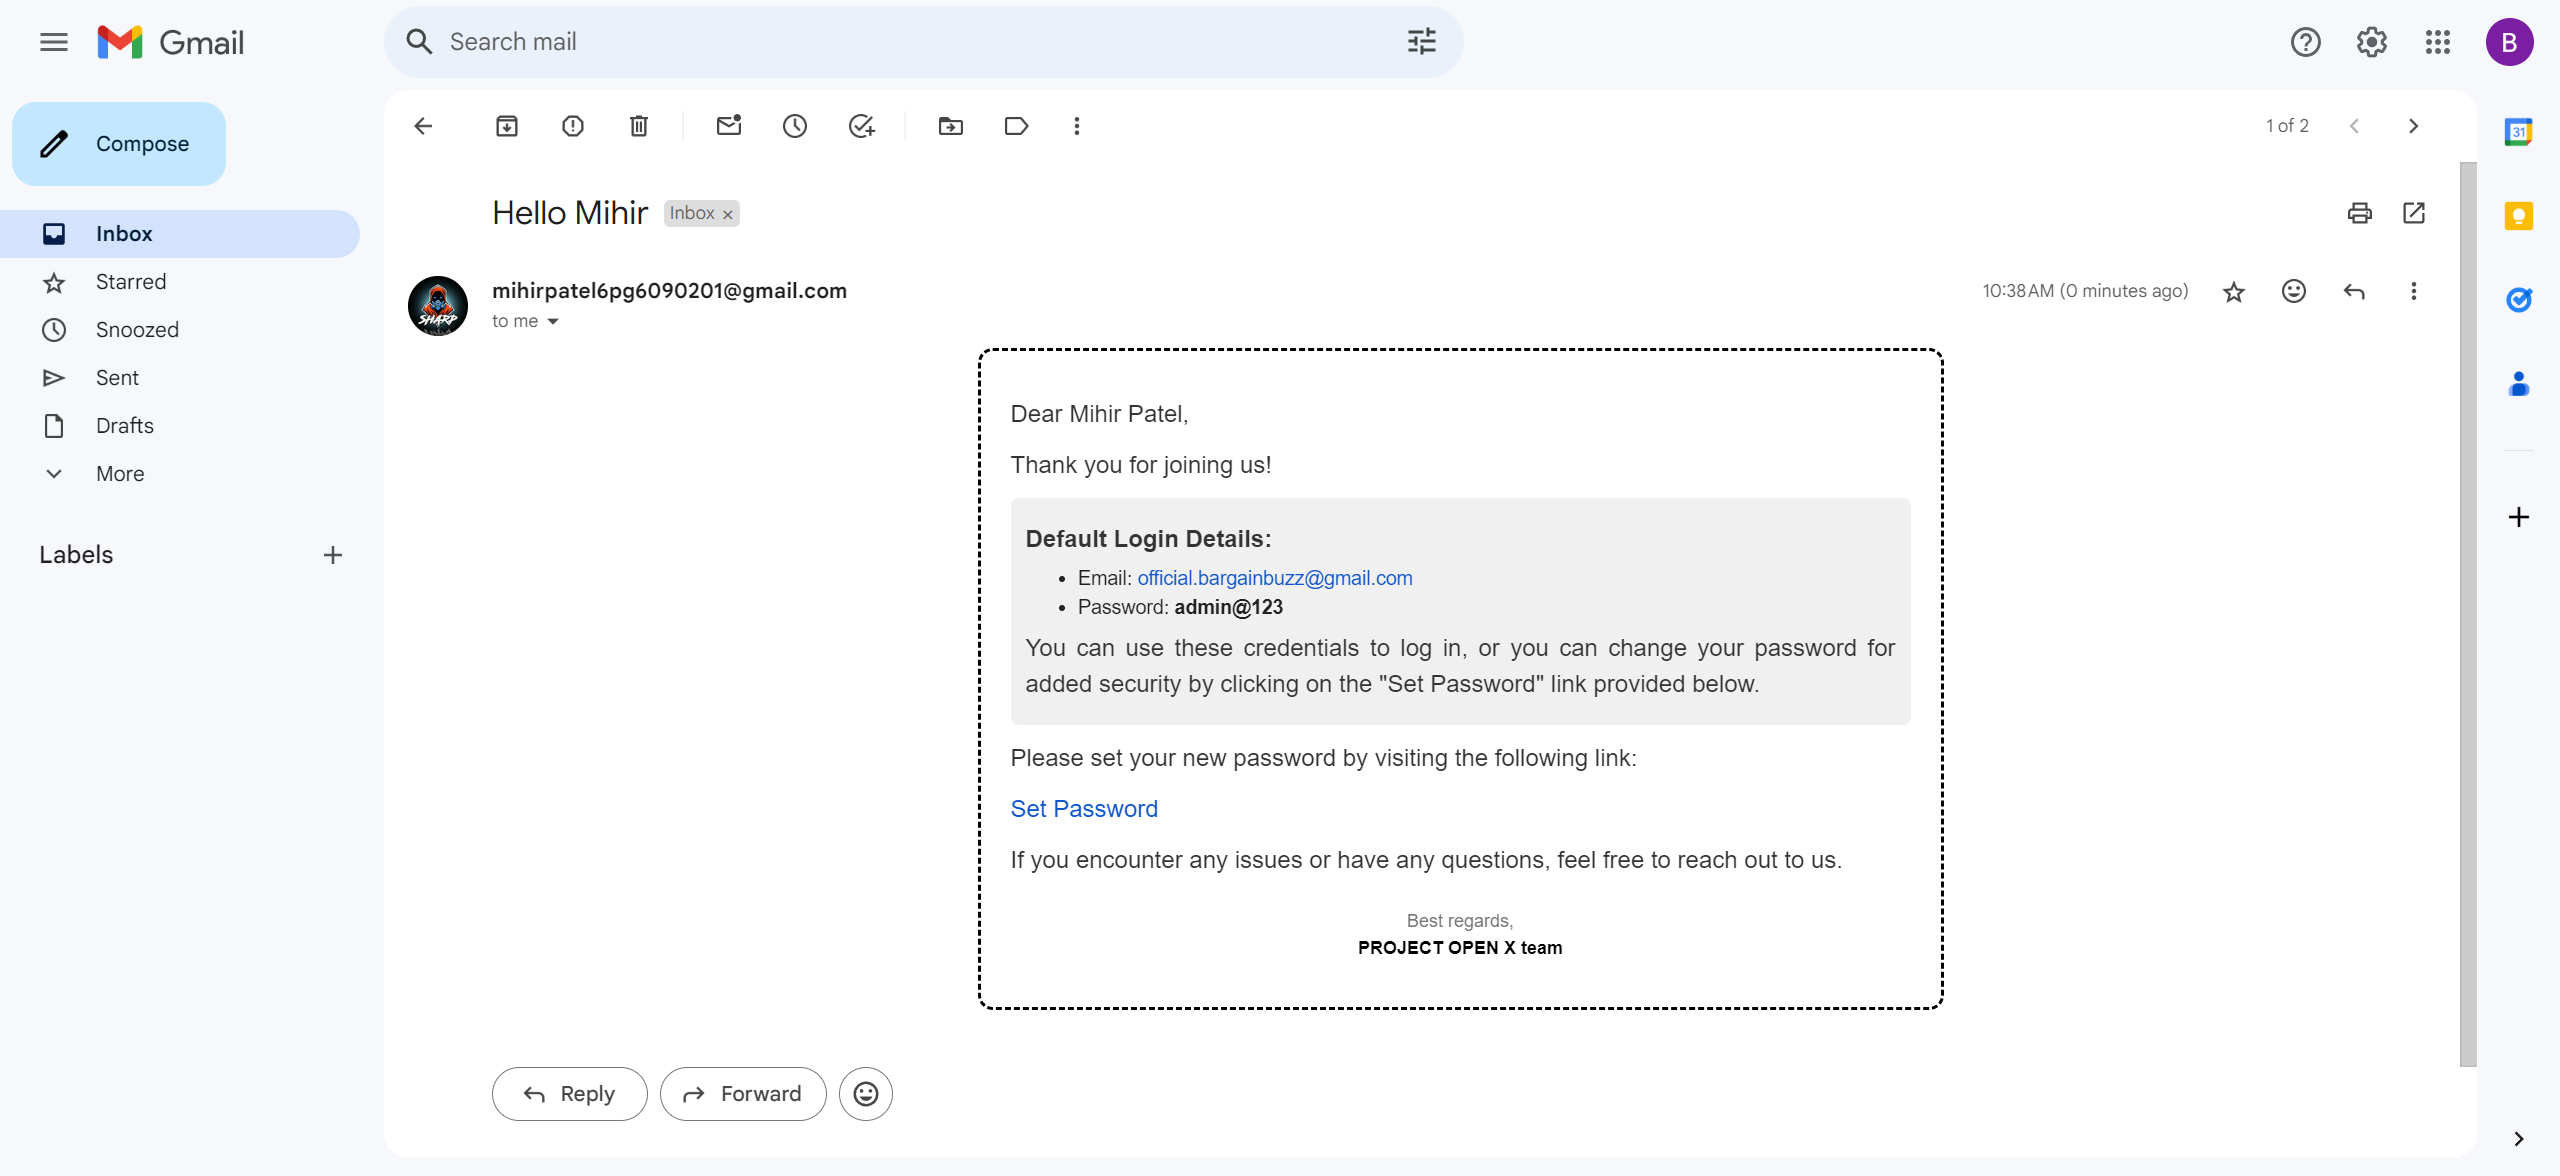 Gmail
Search mail
B
Compose
1 of 2
31
Hello Mihir Inbox ×
Inbox
Starred
Snoozed
Sent
Drafts
More
Labels
SHARP
mihirpatel6pg6090201@gmail.com
10:38 AM (0 minutes ago)
to me
Dear Mihir Patel,
Thank you for joining us!
Default Login Details:
• Email: official.bargainbuzz@gmail.com
• Password: admin@123
You can use these credentials to log in, or you can change your password for
added security by clicking on the "Set Password" link provided below.
Please set your new password by visiting the following link:
Set Password
If you encounter any issues or have any questions, feel free to reach out to us.
Best regards,
PROJECT OPEN X team
Reply
Forward